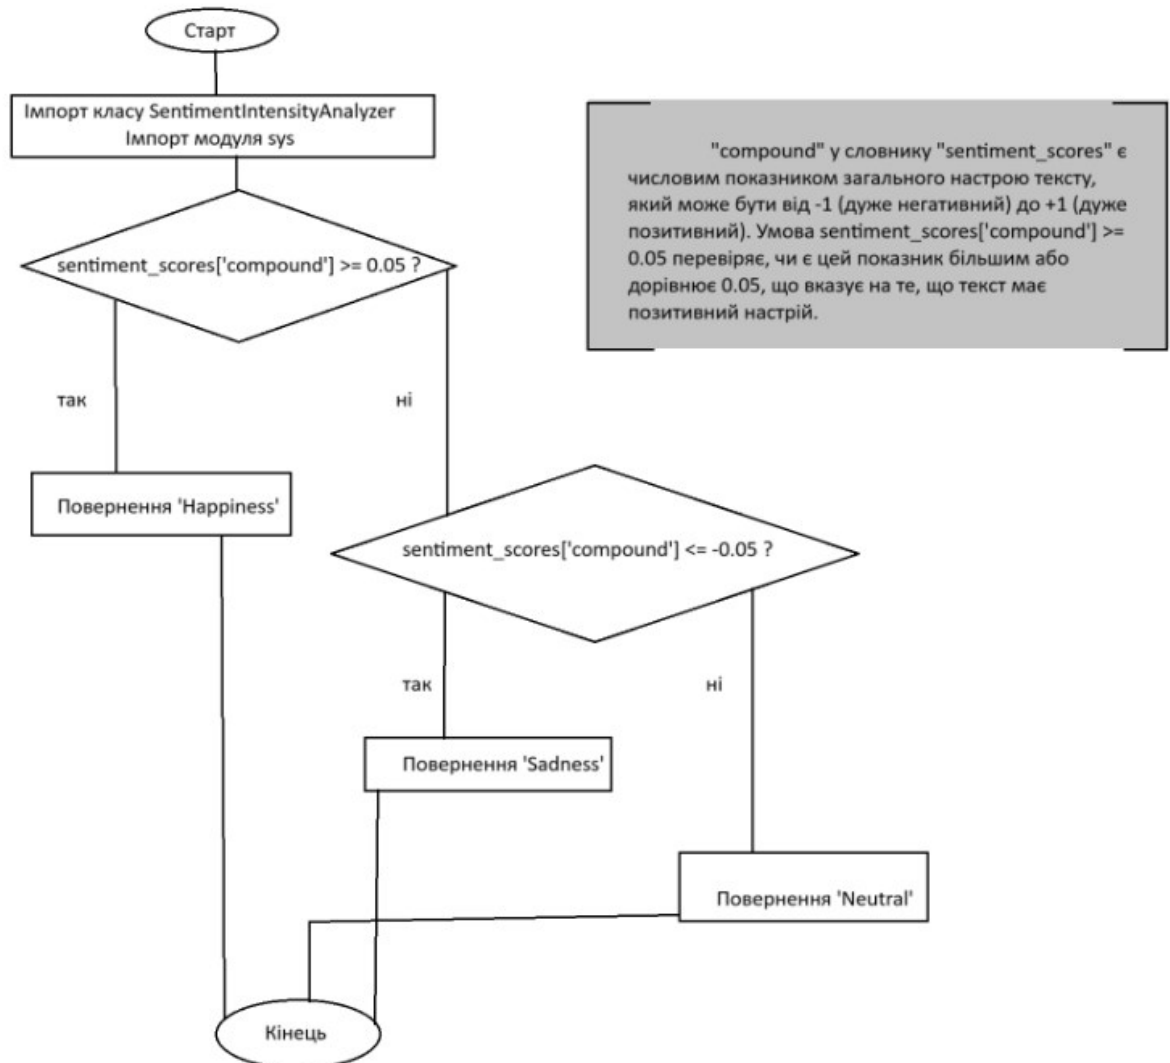 Старт
Імпорт класу SentimentIntensityAnalyzer
Імпорт модуля sys
"compound" у словнику "sentiment_scores" є
числовим показником загального настрою тексту,
який може бути від -1 (дуже негативний) до +1 (дуже
позитивний). Умова sentiment_scores['compound'] >=
0.05 перевіряє, чи є цей показник більшим або
дорівнює 0.05, що вказує на те, що текст має
позитивний настрій.
sentiment_scores['compound'] >= 0.05 ?
так
ні
Повернення 'Happiness'
sentiment_scores['compound'] <= -0.05 ?
так
ні
Повернення 'Sadness'
Повернення 'Neutral'
Кінець